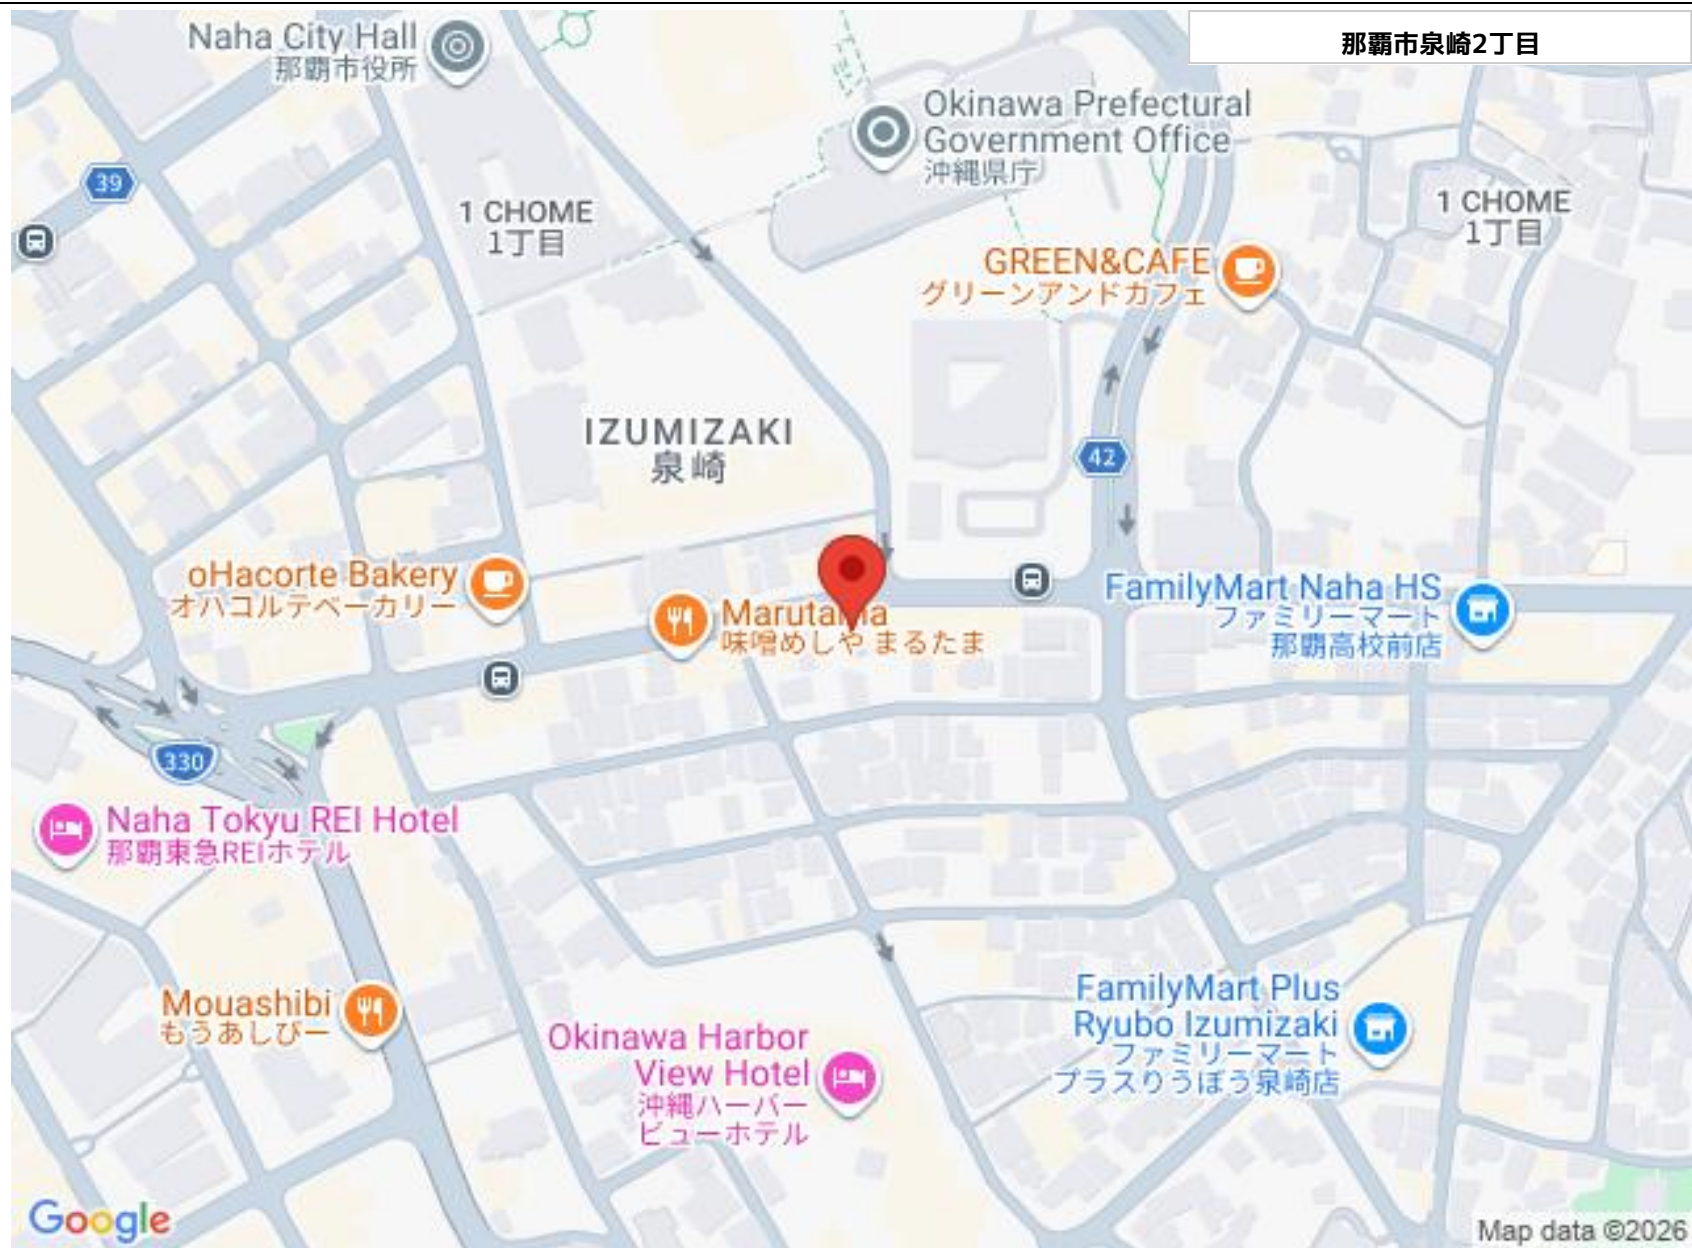 那覇市泉崎2丁目
Naha City Hall
那覇市役所
Okinawa Prefectural
Government Office
沖縄県庁
39
1 CHOME
1丁目
1 CHOME
1丁目
GREEN&CAFE
グリーンアンドカフェ
IZUMIZAKI
泉崎
42
oHacorte Bakery
オハコルテベーカリー
Marutama
味噌めしや まるたま
FamilyMart Naha HS
ファミリーマート
那覇高校前店
330
Naha Tokyu REI Hotel
那覇東急REIホテル
Mouashibi
もうあしびー
Okinawa Harbor
View Hotel
沖縄ハーバー
ビューホテル
FamilyMart Plus
Ryubo Izumizaki
ファミリーマート
プラスりうぼう泉崎店
Google
Map data ©2026